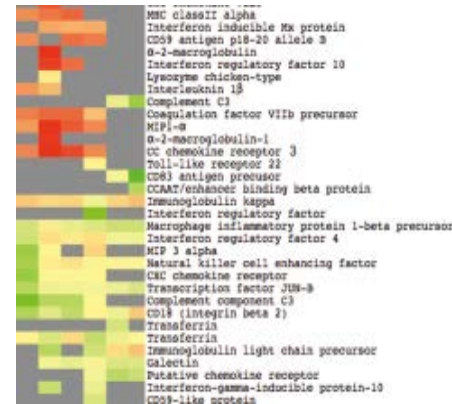 MHC classII alpha
Interferon inducible Mx protein
CD59 antigen p18-20 allele B
α-2-macroglobulin
Interferon regulatory factor 10
Lysozyme chicken-type
Interleuknin 1β
Complement C3
Coagulation factor VIIb precursor
MIP1-α
α-2-macroglobulin-1
CC chemokine receptor 3
Toll-like receptor 22
CD83 antigen precusor
CCAAT/enhancer binding beta protein
Immunoglobulin kappa
Interferon regulatory factor
Macrophage inflammatory protein 1-beta precursor
Interferon regulatory factor 4
MIP 3 alpha
Natural killer cell enhancing factor
CXC chemokine receptor
Transcription factor JUN-B
Complement component C3
CD18 (integrin beta 2)
Transferrin
Transferrin
Immunoglobulin light chain precursor
Galectin
Putative chemokine receptor
Interferon-gamma-inducible protein-10
CD59-like protein